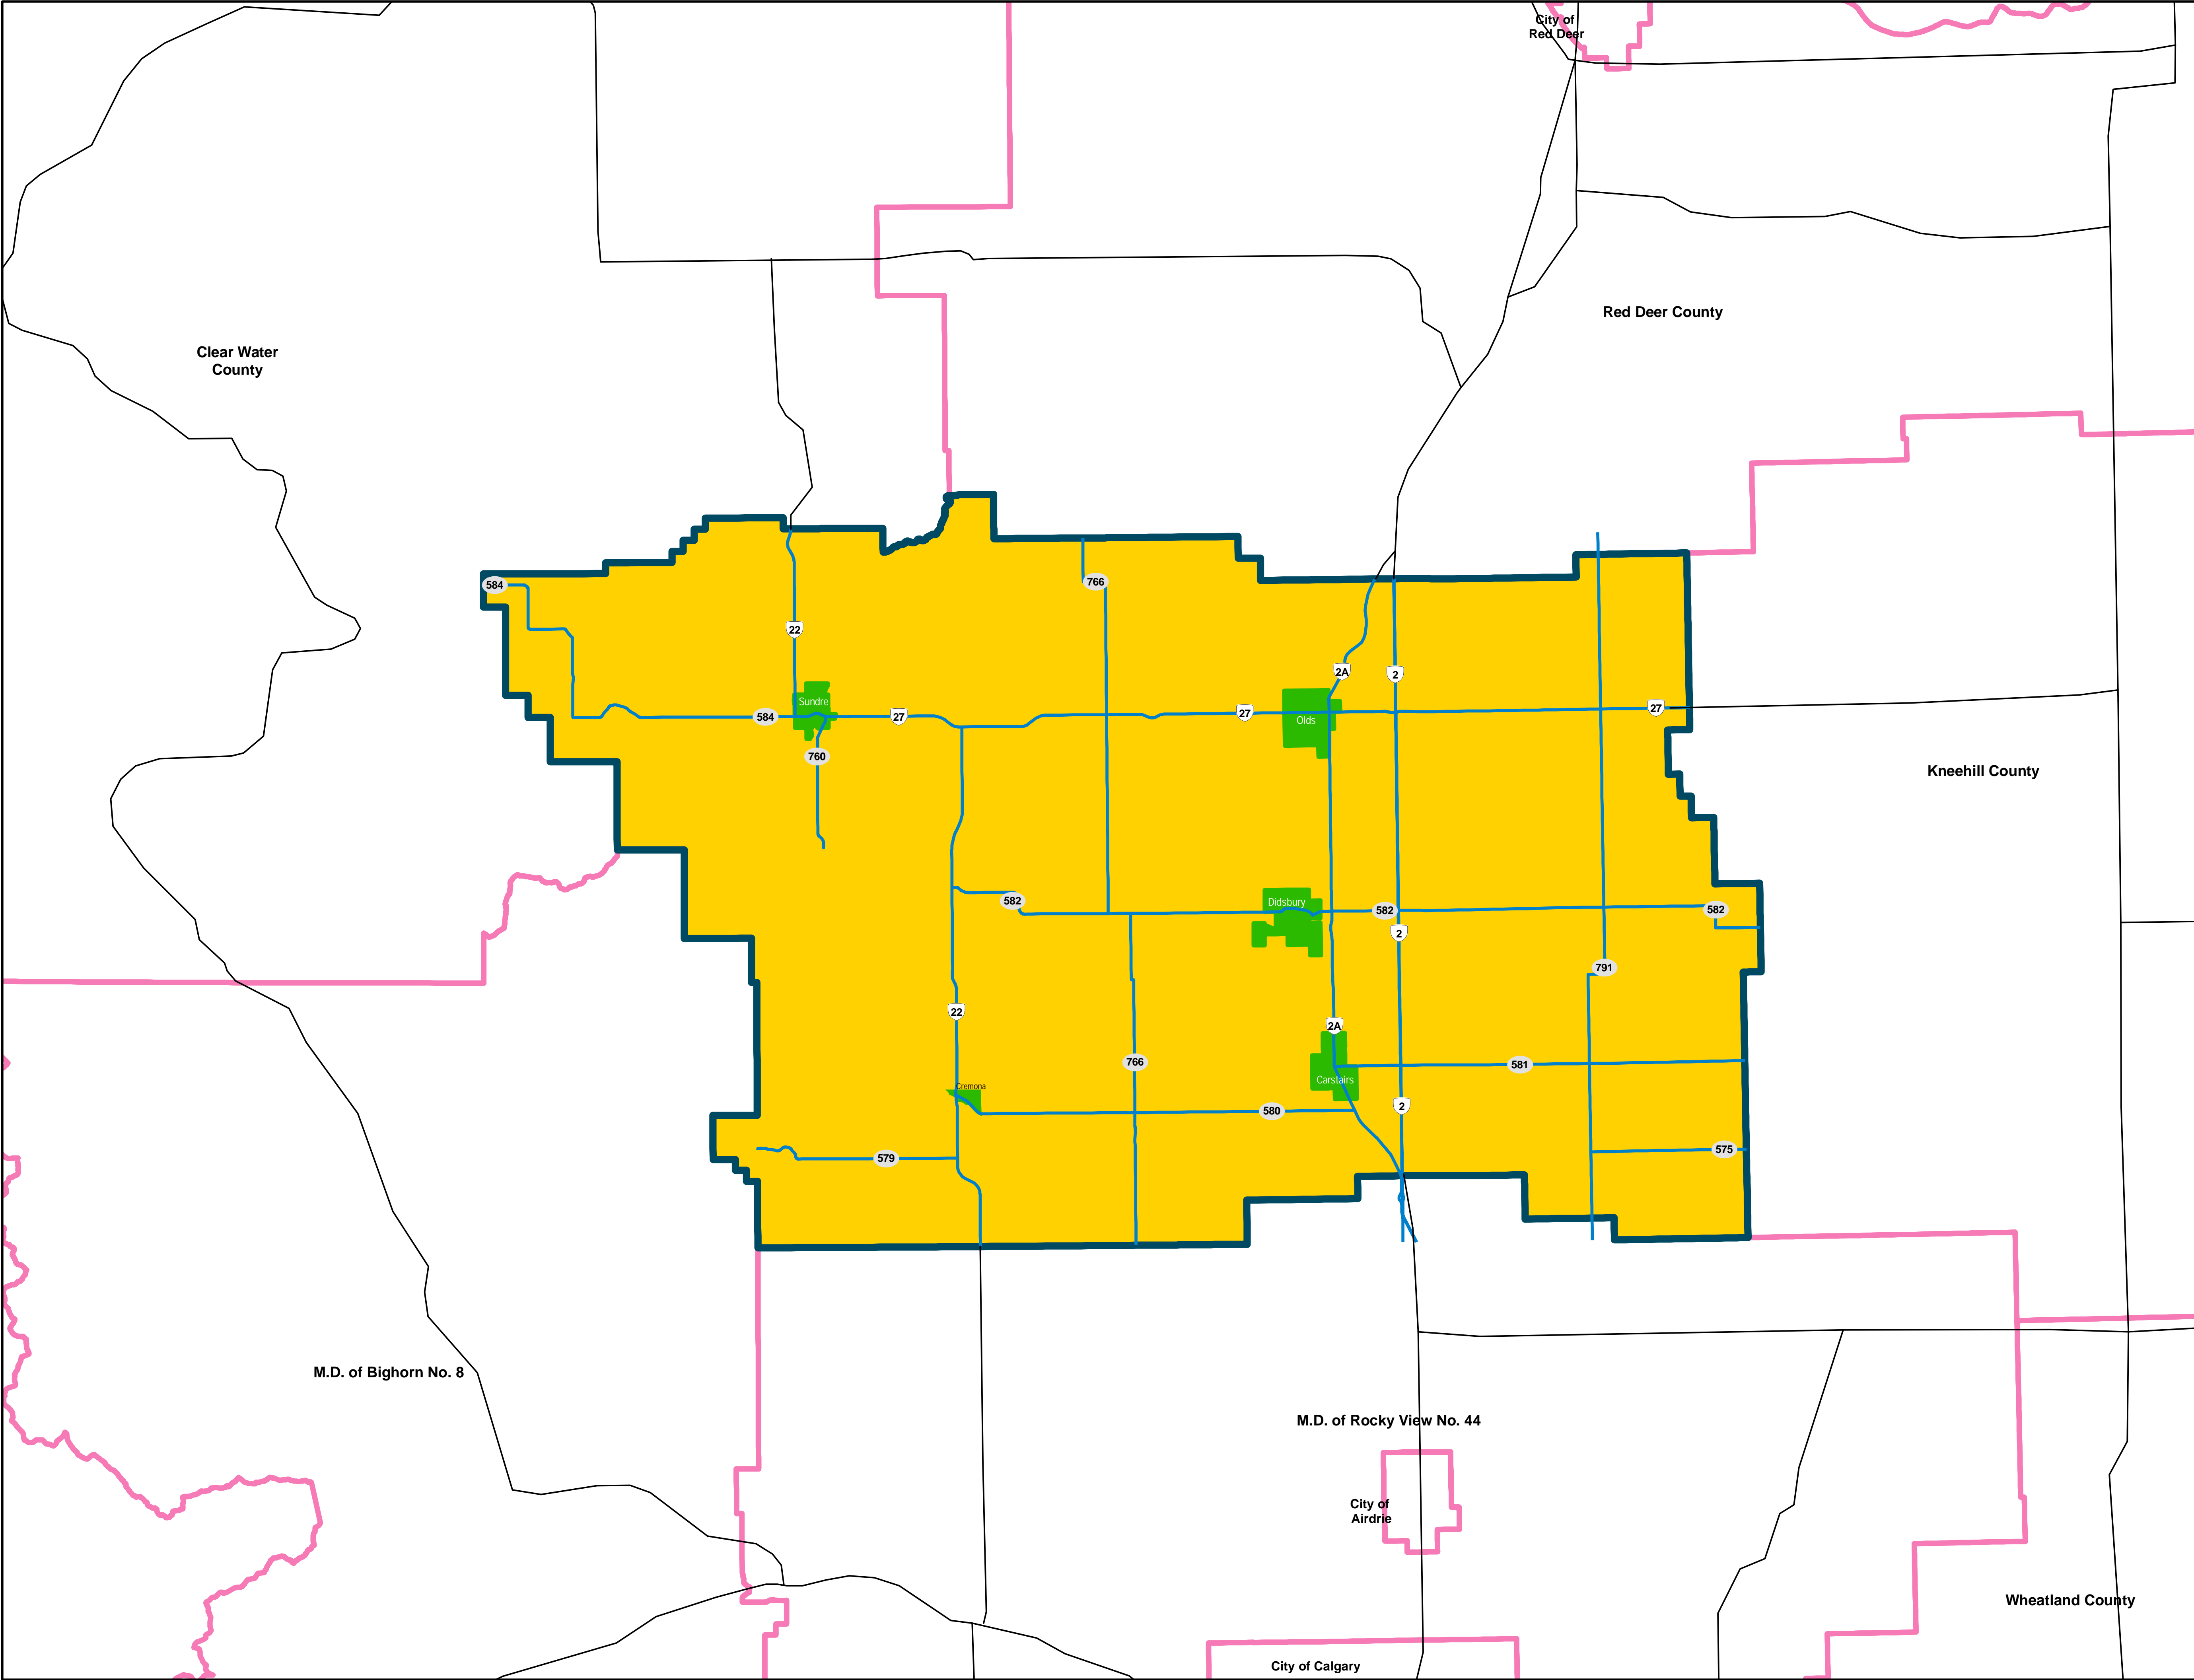 City of
Red Deer
Red Deer County
Clear Water
County
584
766
22
2A
2
Sundre
584
27
27
Olds
27
760
Kneehill County
582
Didsbury
582
582
2
791
22
2A
766
581
Carstairs
Cremona
580
2
579
575
M.D. of Bighorn No. 8
M.D. of Rocky View No. 44
City of
Airdrie
Wheatland County
City of Calgary